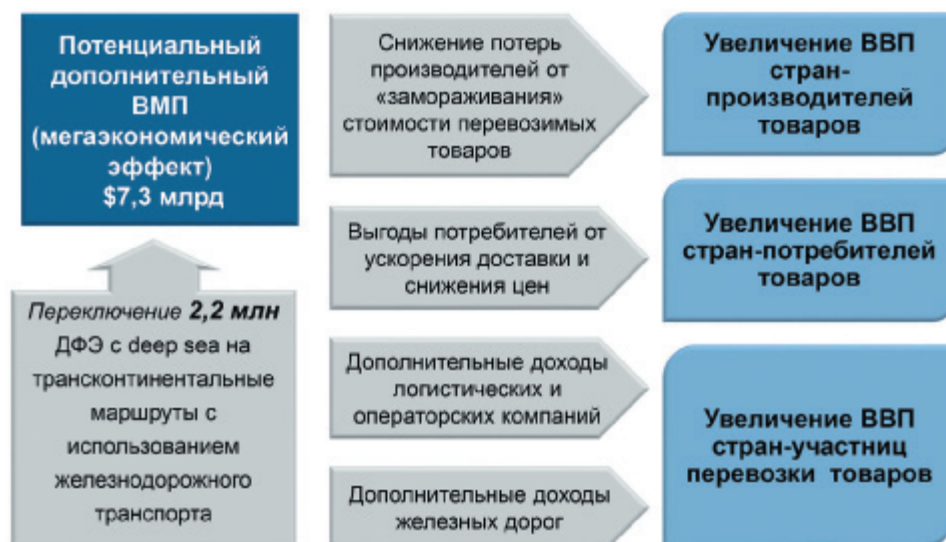 Потенциальный
дополнительный
ВМП
(мегаэкономический
эффект)
$7,3 млрд
Переключение 2,2 млн
ДФЭ с deep sea на
трансконтинентальные
маршруты с
использованием
железнодорожного
транспорта
Снижение потерь
производителей от
«замораживания»
стоимости перевозимых
товаров
Увеличение ВВП
стран-
производителей
товаров
Выгоды потребителей от
ускорения доставки и
снижения цен
Увеличение ВВП
стран-потребителей
товаров
Дополнительные доходы
логистических и
операторских компаний
Дополнительные доходы
железных дорог
Увеличение ВВП
стран-участниц
перевозки товаров